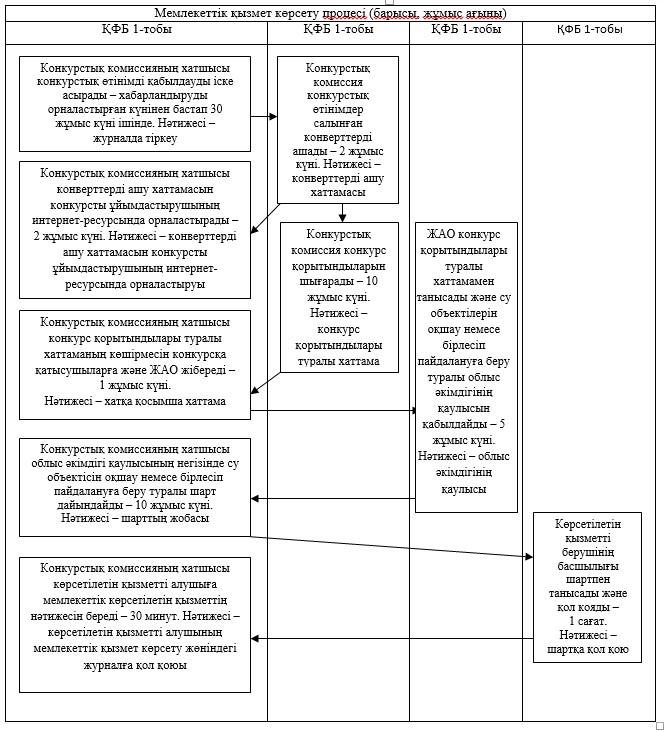 Мемлекеттік қызмет көрсету процесі (барысы, жұмыс ағыны)
ҚФБ 1-тобы
ҚФБ 1-тобы
ҚФБ 1-тобы
ҚФБ 1-тобы
Конкурстық комиссияның хатшысы
конкурстық өтінімді қабылдауды іске
асырады – хабарландыруды
орналастырған күнінен бастап 30
жұмыс күні ішінде. Нәтижесі –
журналда тіркеу
Конкурстық
комиссия
конкурстық
өтінімдер
салынған
конверттерді
ашады – 2 жұмыс
күні. Нәтижесі –
конверттерді ашу
хаттамасы
Конкурстық комиссияның хатшысы
конверттерді ашу хаттамасын
конкурсты ұйымдастырушының
интернет-ресурсында орналастырады –
2 жұмыс күні. Нәтижесі – конверттерді
ашу хаттамасын конкурсты
ұйымдастырушының интернет-
ресурсында орналастыруы
Конкурстық
комиссия конкурс
қорытындыларын
шығарады – 10
жұмыс күні.
Нәтижесі –
конкурс
қорытындылары
туралы хаттама
ЖАО конкурс
қорытындылары
туралы
хаттамамен
танысады және су
объектілерін
оқшау немесе
бірлесіп
пайдалануға беру
туралы облыс
әкімдігінің
қаулысын
қабылдайды – 5
жұмыс күні.
Нәтижесі – облыс
әкімдігінің
қаулысы
Конкурстық комиссияның хатшысы
конкурс қорытындылары туралы
хаттаманың көшірмесін конкурсқа
қатысушыларға және ЖАО жібереді –
1 жұмыс күні.
Нәтижесі – хатқа қосымша хаттама
Конкурстық комиссияның хатшысы
облыс әкімдігі қаулысының негізінде су
объектісін оқшау немесе бірлесіп
пайдалануға беру туралы шарт
дайындайды – 10 жұмыс күні.
Нәтижесі – шарттың жобасы
Көрсетілетін
қызметті
берушінің
басшылығы
шартпен
танысады және
қол қояды –
1 сағат.
Нәтижесі –
шартқа қол қою
Конкурстық комиссияның хатшысы
көрсетілетін қызметті алушыға
мемлекеттік көрсетілетін қызметтің
нәтижесін береді – 30 минут. Нәтижесі –
көрсетілетін қызметті алушының
мемлекеттік қызмет көрсету жөніндегі
журналға қол қоюы